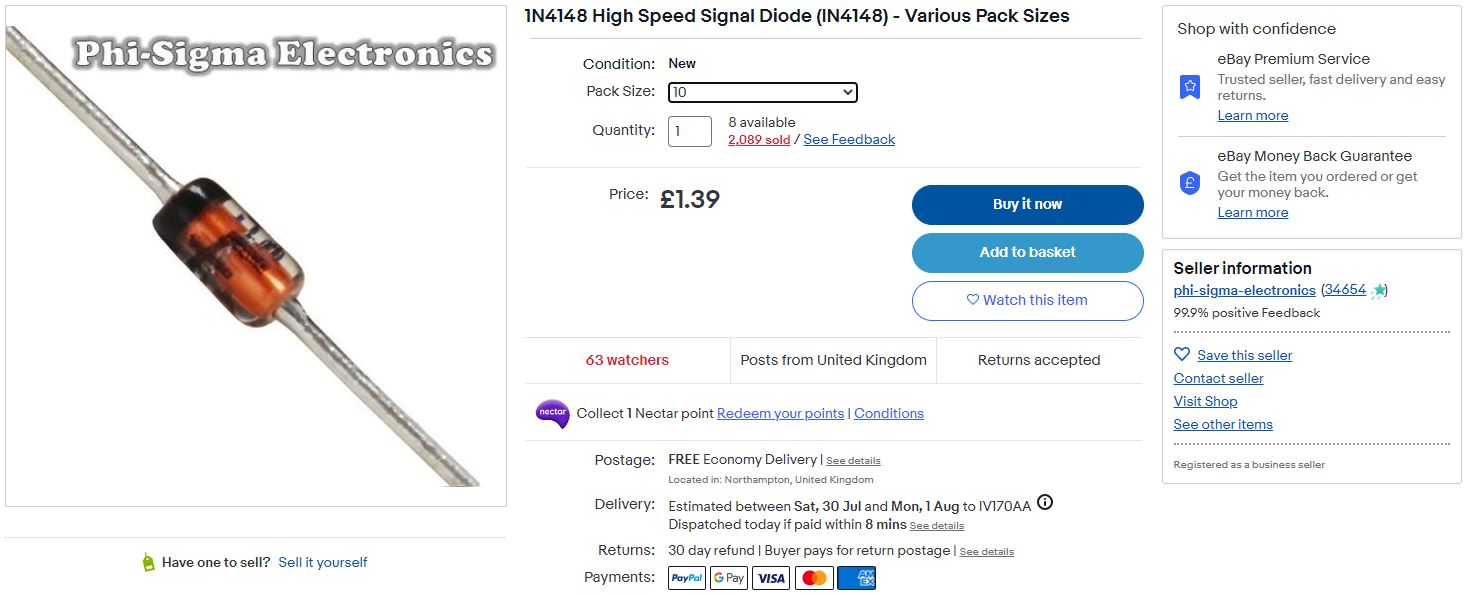 Phi-Sigma Electronics
Have one to sell? Sell it yourself
1N4148 High Speed Signal Diode (IN4148) - Various Pack Sizes
Condition: New
Pack Size: 10
Quantity: 1
8 available
2,089 sold / See Feedback
Price: £1.39
Buy it now
Add to basket
Watch this item
63 watchers
Posts from United Kingdom
Returns accepted
nectar
Collect 1 Nectar point Redeem your points | Conditions
Postage: FREE Economy Delivery | See details
Located in: Northampton, United Kingdom
Delivery: Estimated between Sat, 30 Jul and Mon, 1 Aug to IV170AA
Dispatched today if paid within 8 mins See details
Returns: 30 day refund | Buyer pays for return postage | See details
Payments: PayPal G Pay VISA AM EX
Shop with confidence
eBay Premium Service
Trusted seller, fast delivery and easy
returns.
Learn more
£
eBay Money Back Guarantee
Get the item you ordered or get
your money back.
Learn more
Seller information
phi-sigma-electronics (34654)
99.9% positive Feedback
Save this seller
Contact seller
Visit Shop
See other items
Registered as a business seller